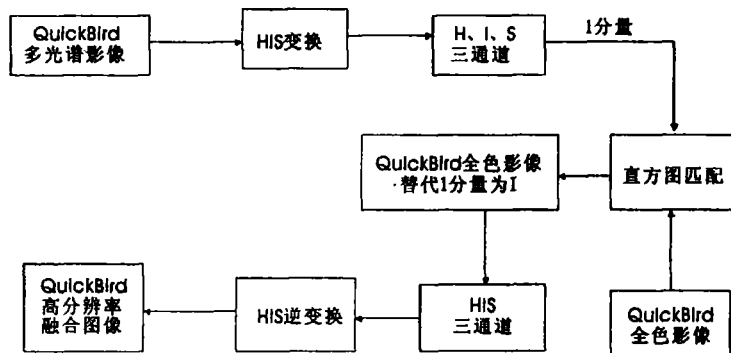 QuickBird
多光谱影像
HIS变换
H、I、S
三通道
1分量
QuickBird全色影像
替代1分量为I
直方图匹配
QuickBird
高分辨率
融合图像
HIS逆变换
HIS
三通道
QuickBird
全色影像